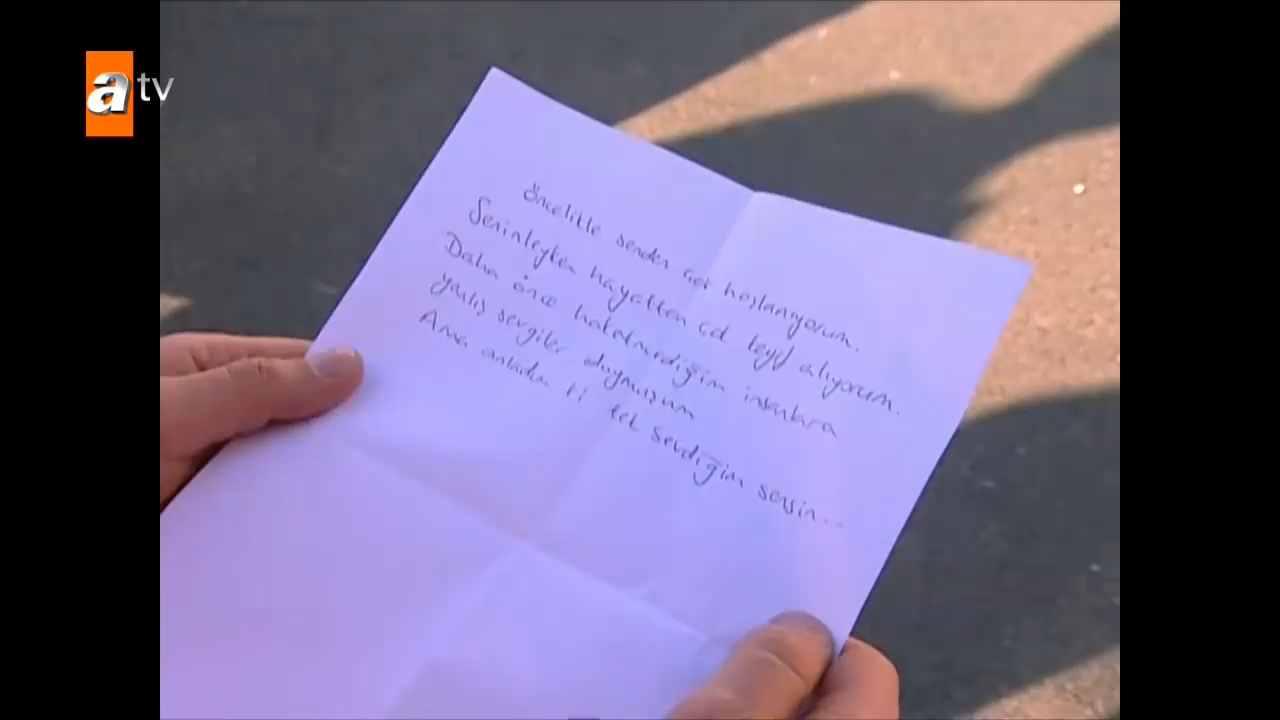 atv
Öncelikle senden çok hoşlanıyorum.
Seninleyken hayattan çok keyif alıyorum.
Daha önce haketmediğim insanlara
yanlış sevgiler duymuşum
Ama anladım ki tek sevdiğim sensin...